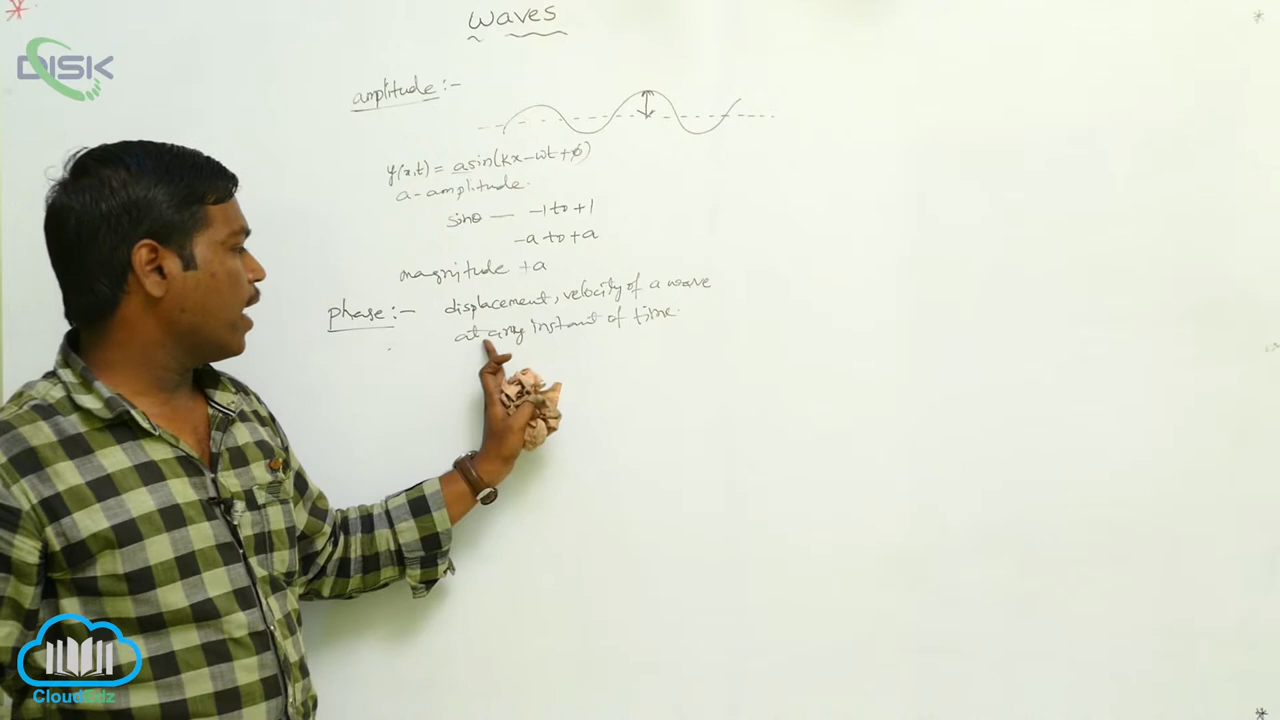 Waves
DISK
amplitude :-
y(x,t) = a sin(kx-ωt+φ)
a-amplitude.
sinθ — -1 to +1
-a to +a
magnitude +a
phase :- displacement, velocity of a wave
at any instant of time.
CloudEdz